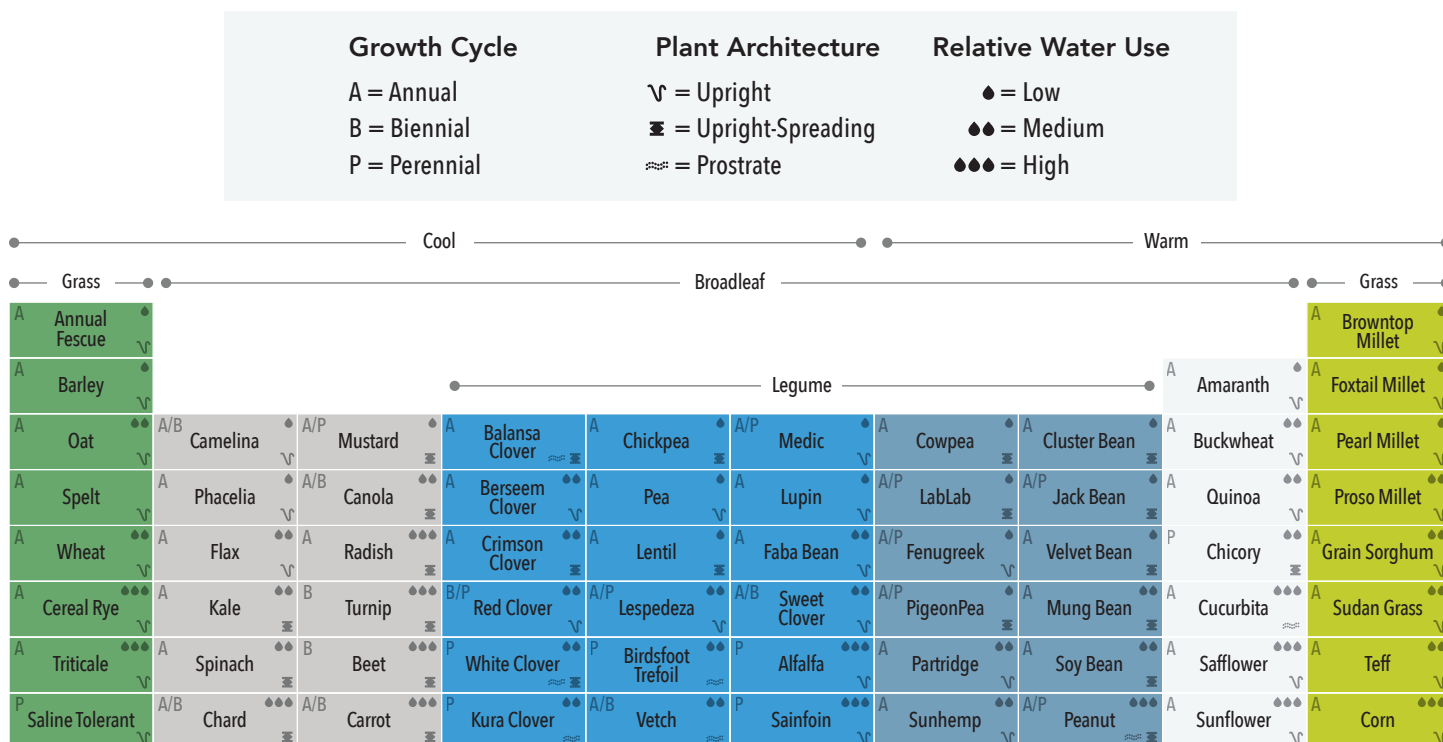 Growth Cycle
A = Annual
B = Biennial
P = Perennial
Plant Architecture
= Upright
= Upright-Spreading
= Prostrate
Relative Water Use
= Low
= Medium
= High
Cool
Warm
Grass
Broadleaf
Grass
A Annual
Fescue
A Browntop
Millet
A Barley
Legume
A Amaranth
A Foxtail Millet
A Oat
A/B Camelina
A/P Mustard
A Balansa
Clover
A Chickpea
A/P Medic
A Cowpea
A Cluster Bean
A Buckwheat
A Pearl Millet
A Spelt
A Phacelia
A/B Canola
A Berseem
Clover
A Pea
A Lupin
A/P LabLab
A/P Jack Bean
A Quinoa
A Proso Millet
A Wheat
A Flax
A Radish
A Crimson
Clover
A Lentil
A Faba Bean
A/P Fenugreek
A Velvet Bean
P Chicory
A Grain Sorghum
A Cereal Rye
A Kale
B Turnip
B/P Red Clover
A/P Lespedeza
A/B Sweet
Clover
A/P PigeonPea
A Mung Bean
A Cucurbita
A Sudan Grass
A Triticale
A Spinach
B Beet
P White Clover
P Birdsfoot
Trefoil
P Alfalfa
A Partridge
A Soy Bean
A Safflower
A Teff
P Saline Tolerant
A/B Chard
A/B Carrot
P Kura Clover
A/B Vetch
P Sainfoin
A Sunhemp
A/P Peanut
A Sunflower
A Corn